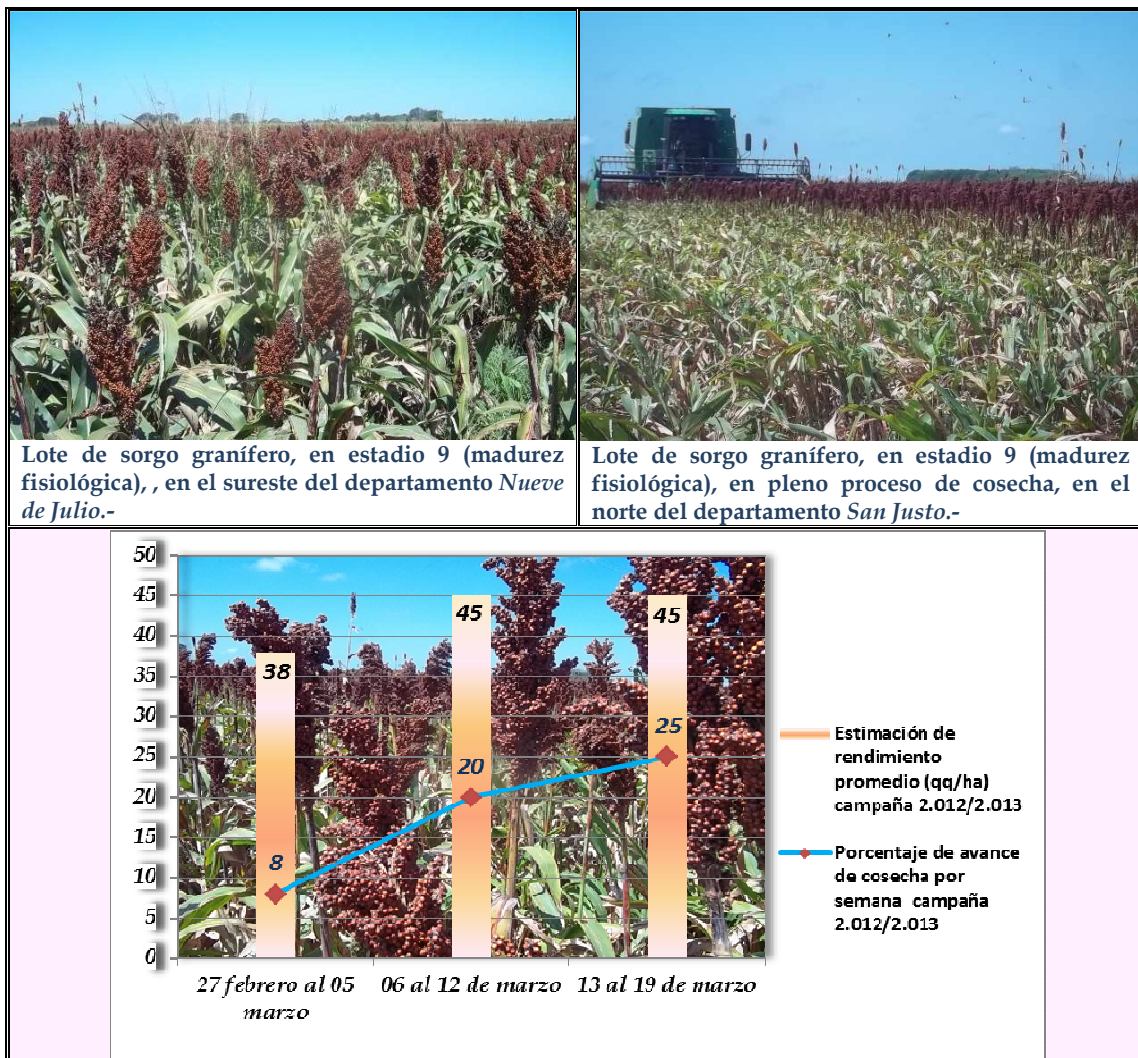 Lote de sorgo granífero, en estadio 9 (madurez
fisiológica), , en el sureste del departamento Nueve
de Julio.-
Lote de sorgo granífero, en estadio 9 (madurez
fisiológica), en pleno proceso de cosecha, en el
norte del departamento San Justo.-
50
45
40
35
30
25
20
15
10
5
0
38
45
45
8
20
25
27 febrero al 05
marzo
06 al 12 de marzo
13 al 19 de marzo
Estimación de
rendimiento
promedio (qq/ha)
campaña 2.012/2.013
Porcentaje de avance
de cosecha por
semana campaña
2.012/2.013